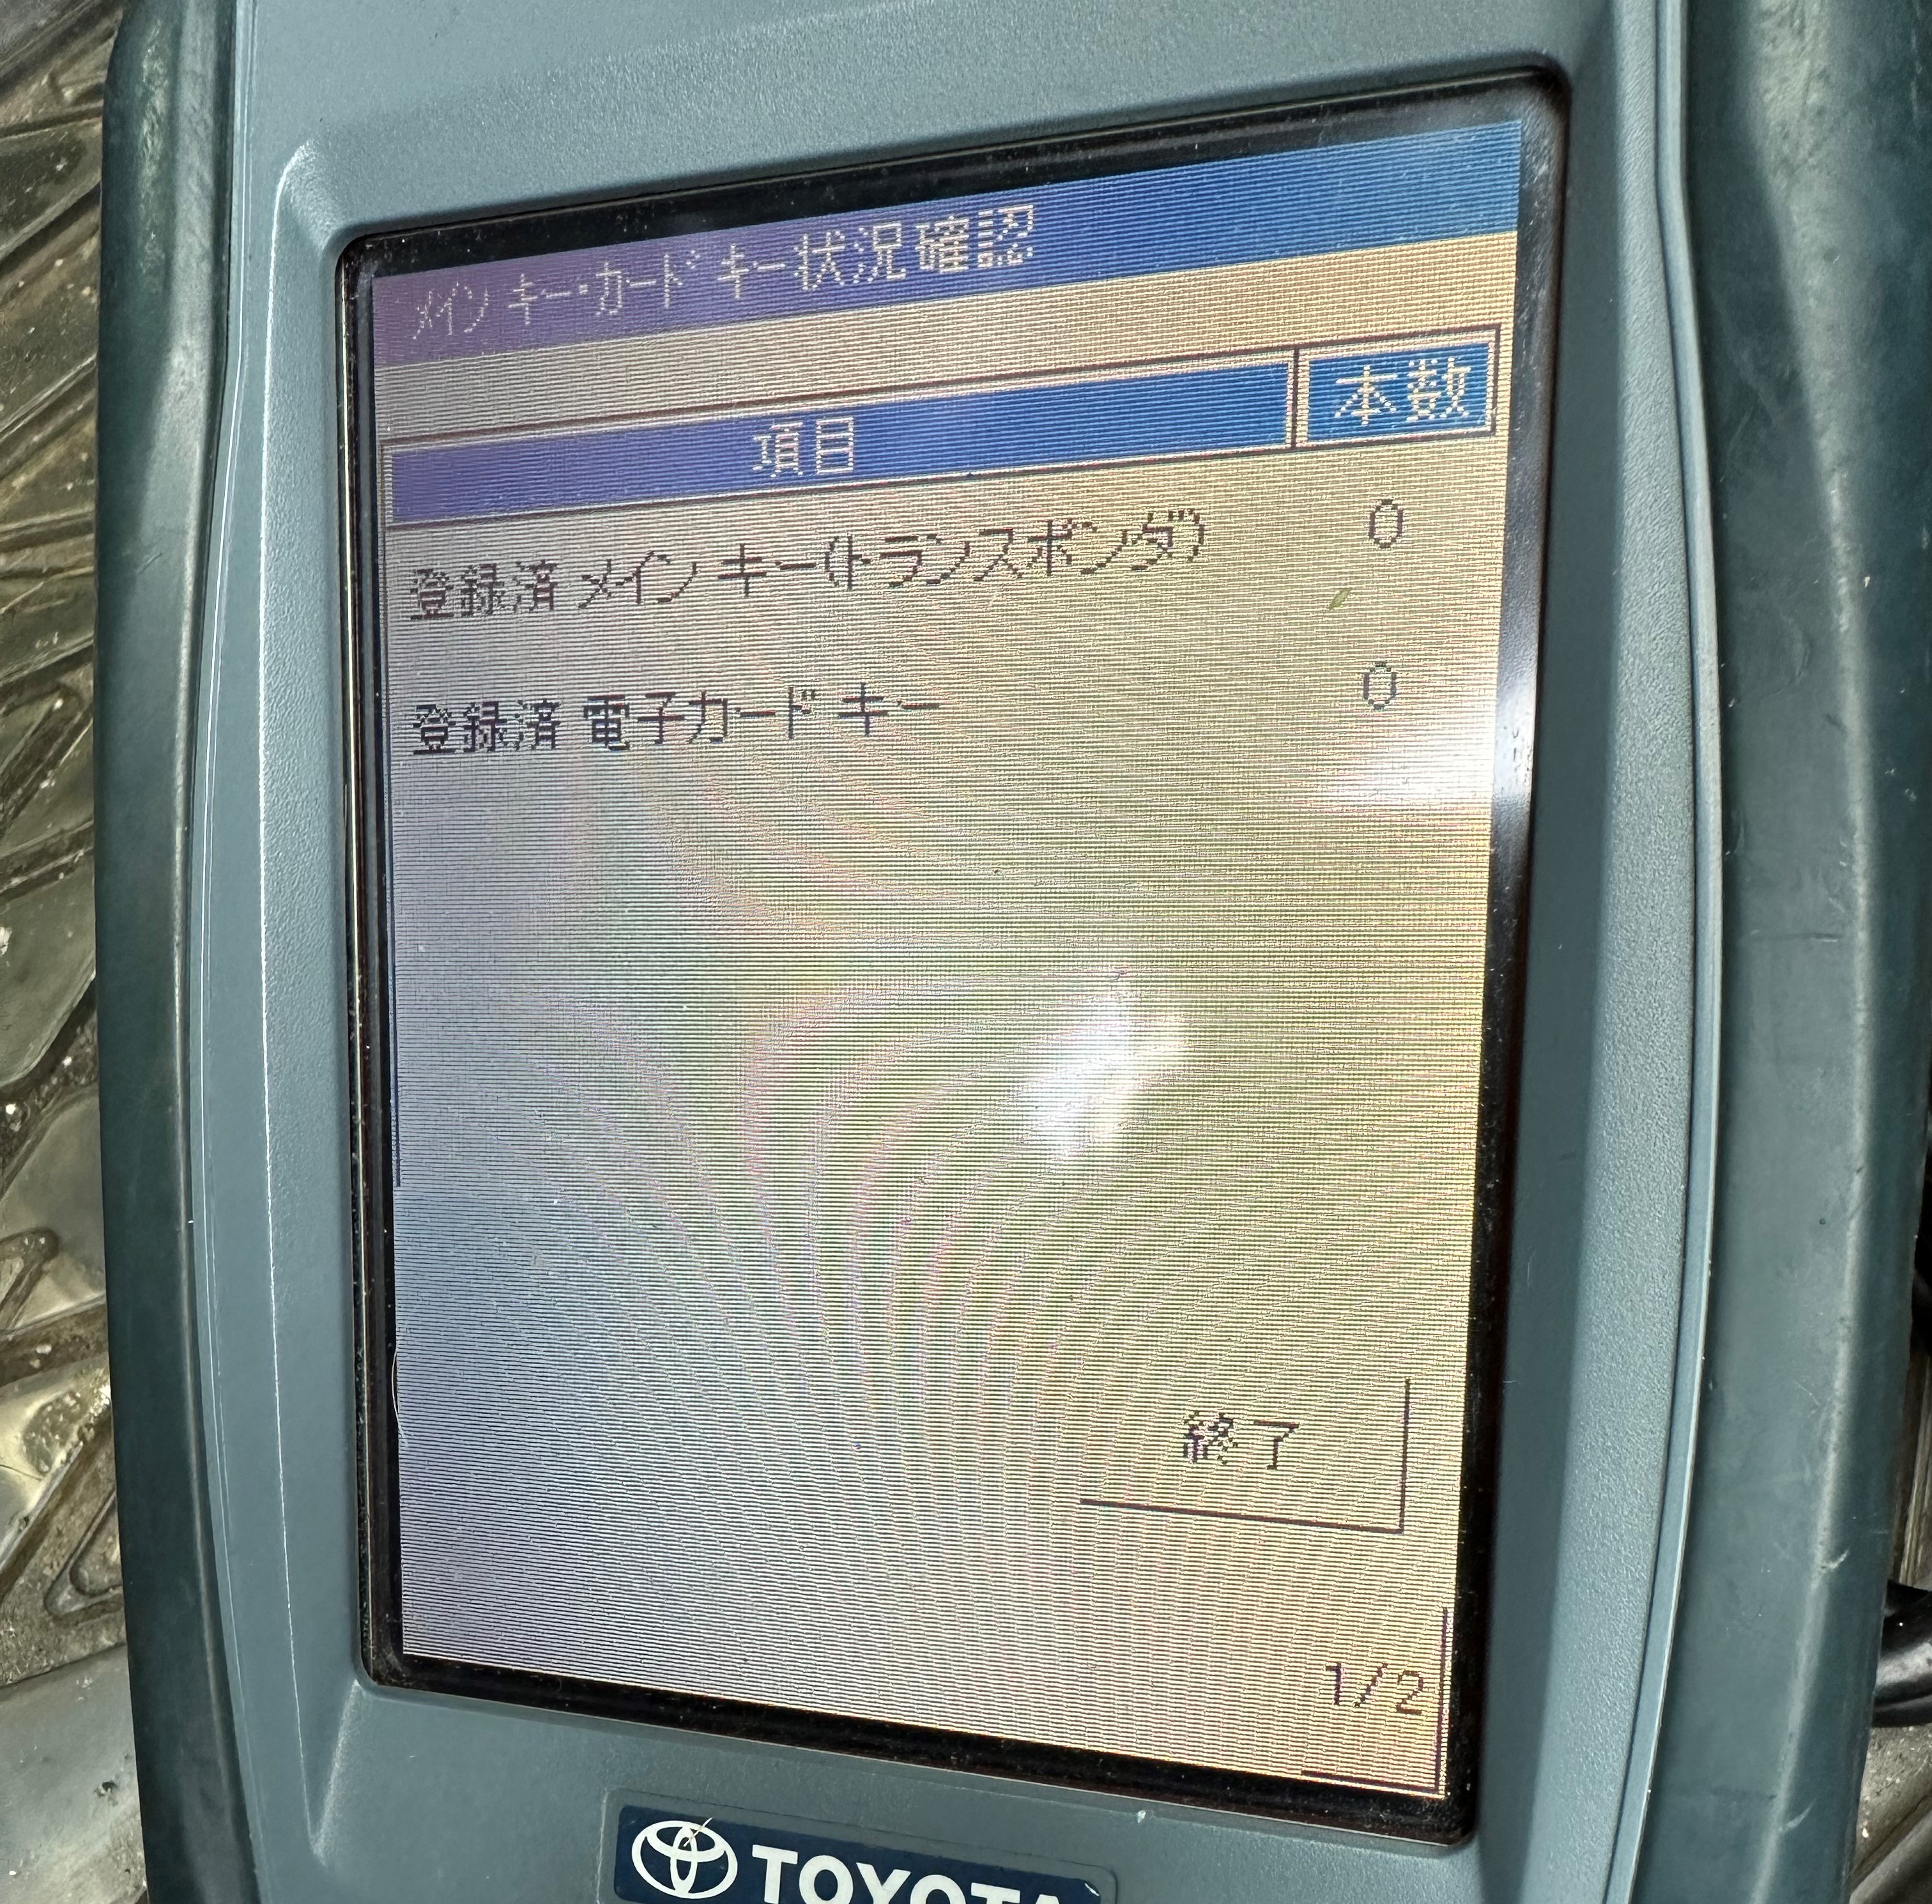 メイン キー・カード キー状況確認
項目 本数
登録済 メイン キー(トランスポンダ) 0
登録済 電子カード キー 0
終了
1/2
TOYOTA